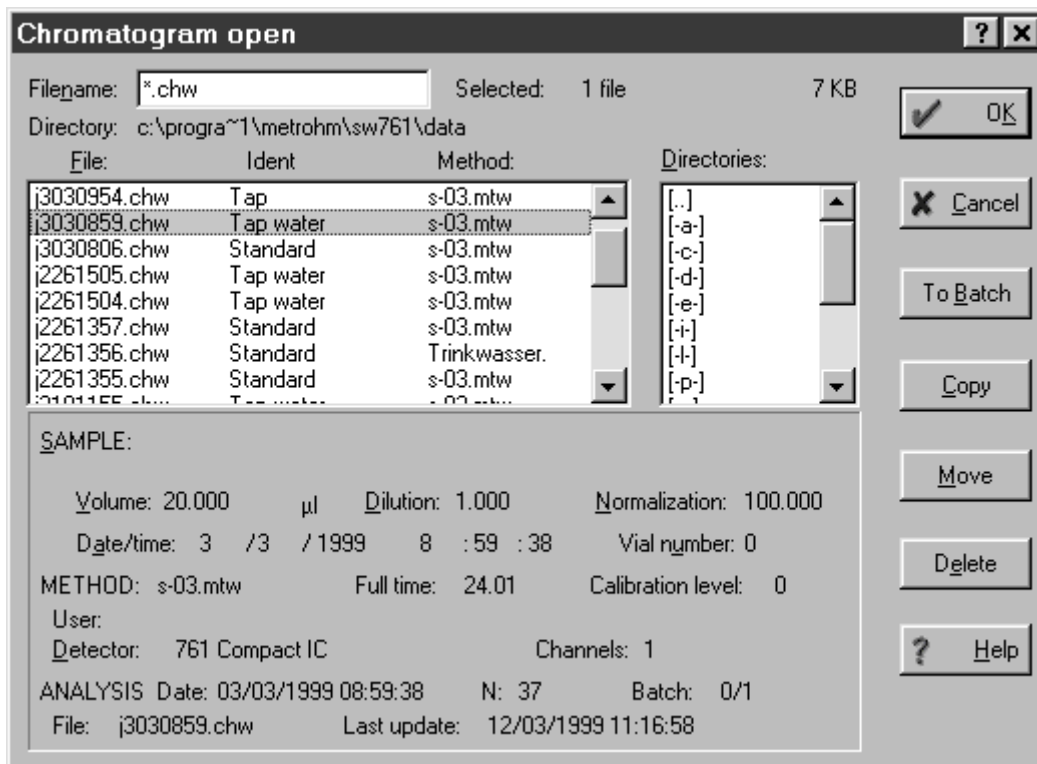 Chromatogram open
Filename: *.chw Selected: 1 file 7 KB
Directory: c:\progra~1\metrohm\sw761\data
File: Ident Method: Directories:
j3030954.chw Tap s-03.mtw [..]
j3030859.chw Tap water s-03.mtw [-a-]
j3030806.chw Standard s-03.mtw [-c-]
j2261505.chw Tap water s-03.mtw [-d-]
j2261504.chw Tap water s-03.mtw [-e-]
j2261357.chw Standard s-03.mtw [-i-]
j2261356.chw Standard Trinkwasser. [-l-]
j2261355.chw Standard s-03.mtw [-p-]
OK
Cancel
To Batch
Copy
Move
Delete
? Help
SAMPLE:
Volume: 20.000 µl Dilution: 1.000 Normalization: 100.000
Date/time: 3 /3 / 1999 8 : 59 : 38 Vial number: 0
METHOD: s-03.mtw Full time: 24.01 Calibration level: 0
User:
Detector: 761 Compact IC Channels: 1
ANALYSIS Date: 03/03/1999 08:59:38 N: 37 Batch: 0/1
File: j3030859.chw Last update: 12/03/1999 11:16:58